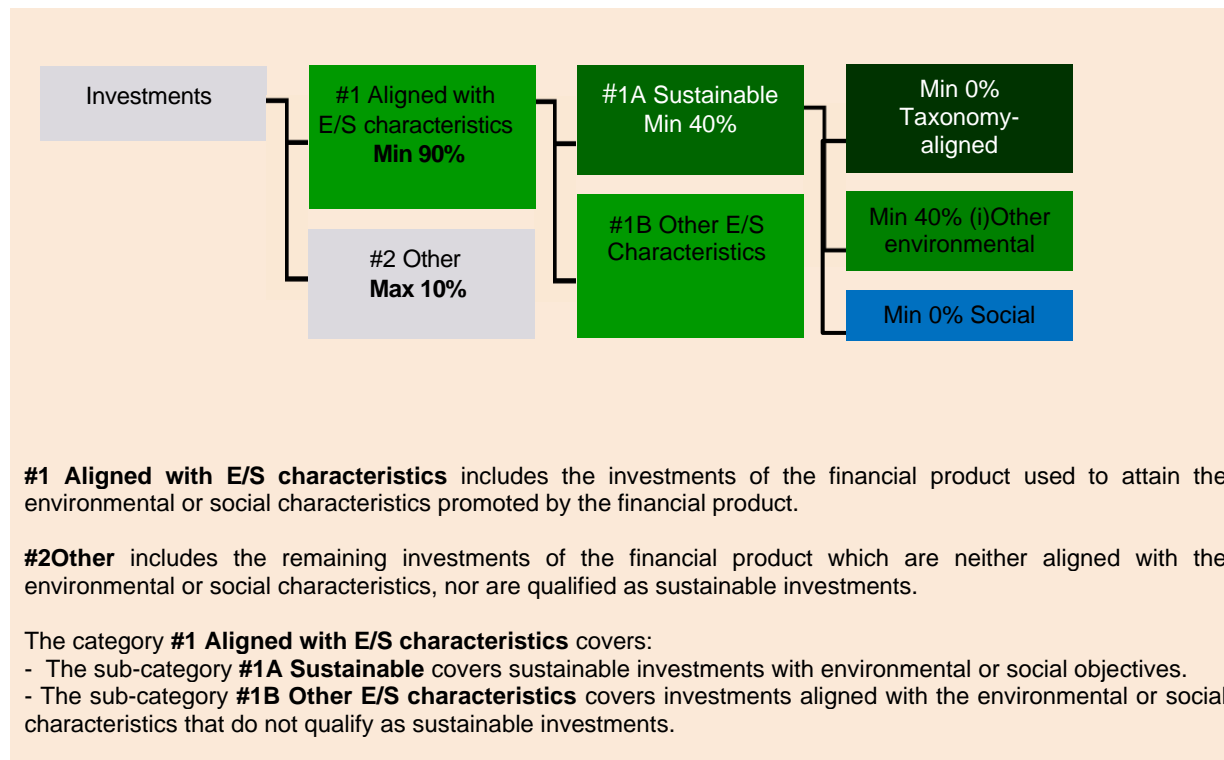 Investments
#1 Aligned with
E/S characteristics
Min 90%
#2 Other
Max 10%
#1A Sustainable
Min 40%
#1B Other E/S
Characteristics
Min 0%
Taxonomy-
aligned
Min 40% (i)Other
environmental
Min 0% Social
#1 Aligned with E/S characteristics includes the investments of the financial product used to attain the
environmental or social characteristics promoted by the financial product.
#2Other includes the remaining investments of the financial product which are neither aligned with the
environmental or social characteristics, nor are qualified as sustainable investments.
The category #1 Aligned with E/S characteristics covers:
- The sub-category #1A Sustainable covers sustainable investments with environmental or social objectives.
- The sub-category #1B Other E/S characteristics covers investments aligned with the environmental or social
characteristics that do not qualify as sustainable investments.